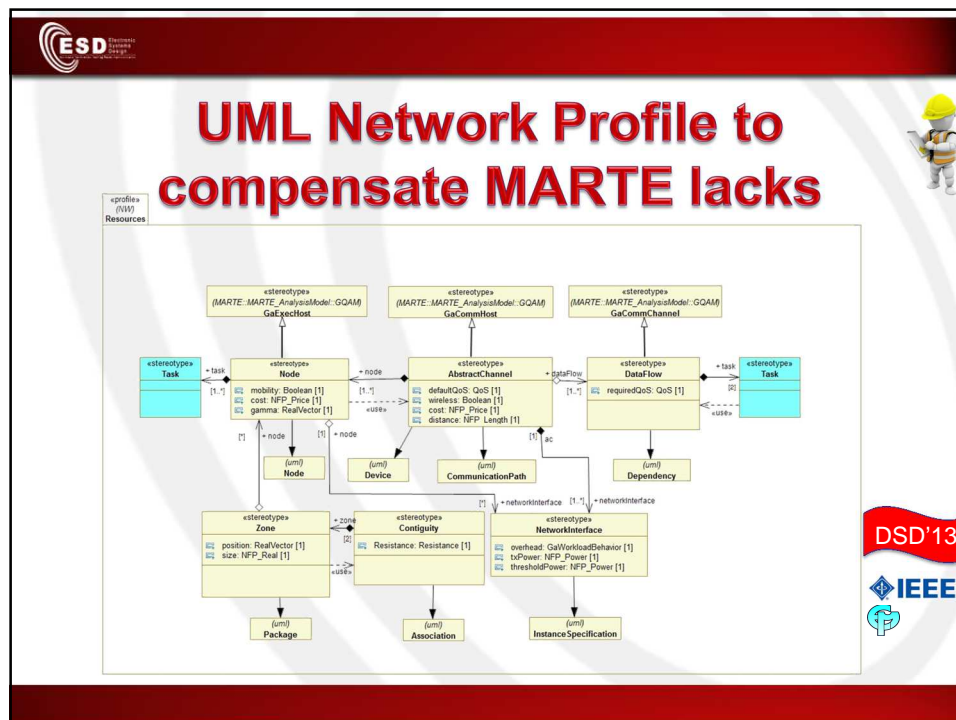 ESD Electronic
Systems
Design
UML Network Profile to
compensate MARTE lacks
«profile»
(NW)
Resources
«stereotype»
(MARTE::MARTE_AnalysisModel::GQAM)
GaExecHost
«stereotype»
(MARTE::MARTE_AnalysisModel::GQAM)
GaCommHost
«stereotype»
(MARTE::MARTE_AnalysisModel::GQAM)
GaCommChannel
«stereotype»
Task
+ task
[1..*]
«stereotype»
Node
mobility: Boolean [1]
cost: NFP_Price [1]
gamma: RealVector [1]
+ node
[1..*]
«use»
«stereotype»
AbstractChannel
defaultQoS: QoS [1]
wireless: Boolean [1]
cost: NFP_Price [1]
distance: NFP_Length [1]
+ dataFlow
[1..*]
«stereotype»
DataFlow
requiredQoS: QoS [1]
+ task
[2]
«use»
«stereotype»
Task
[*]
+ node
[1]
+ node
[1]
ac
(uml)
Node
(uml)
Device
(uml)
CommunicationPath
(uml)
Dependency
[*]
+ networkInterface
[1..*]
+ networkInterface
«stereotype»
Zone
position: RealVector [1]
size: NFP_Real [1]
+ zone
[2]
«use»
«stereotype»
Contiguity
Resistance: Resistance [1]
«stereotype»
NetworkInterface
overhead: GaWorkloadBehavior [1]
txPower: NFP_Power [1]
thresholdPower: NFP_Power [1]
(uml)
Package
(uml)
Association
(uml)
InstanceSpecification
DSD'13
IEEE